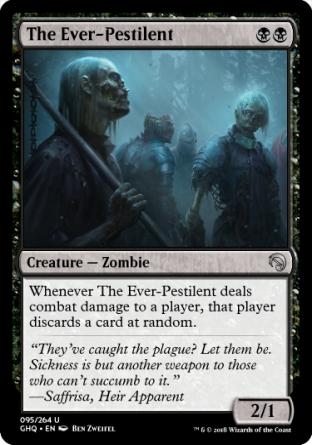 The Ever-Pestilent
Creature — Zombie
Whenever The Ever-Pestilent deals
combat damage to a player, that player
discards a card at random.
“They’ve caught the plague? Let them be.
Sickness is but another weapon to those
who can’t succumb to it.”
—Saffrisa, Heir Apparent
2/1
095/264 U
GHQ • EN Ben Zweifel
™ & © 2018 Wizards of the Coast